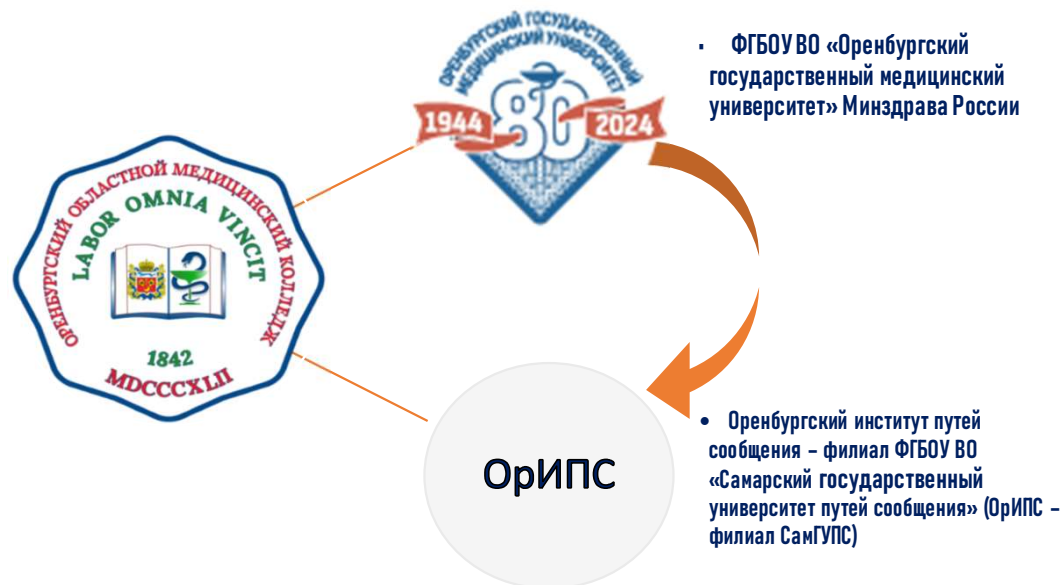 ОРЕНБУРГСКИЙ ГОСУДАРСТВЕННЫЙ
МЕДИЦИНСКИЙ УНИВЕРСИТЕТ
1944 80 2024
· ФГБОУ ВО «Оренбургский
государственный медицинский
университет» Минздрава России
ОРЕНБУРГСКИЙ ОБЛАСТНОЙ МЕДИЦИНСКИЙ КОЛЛЕДЖ
LABOR OMNIA VINCIT
1842
MDCCCXLII
ОрИПС
• Оренбургский институт путей
сообщения – филиал ФГБОУ ВО
«Самарский государственный
университет путей сообщения» (ОрИПС –
филиал СамГУПС)